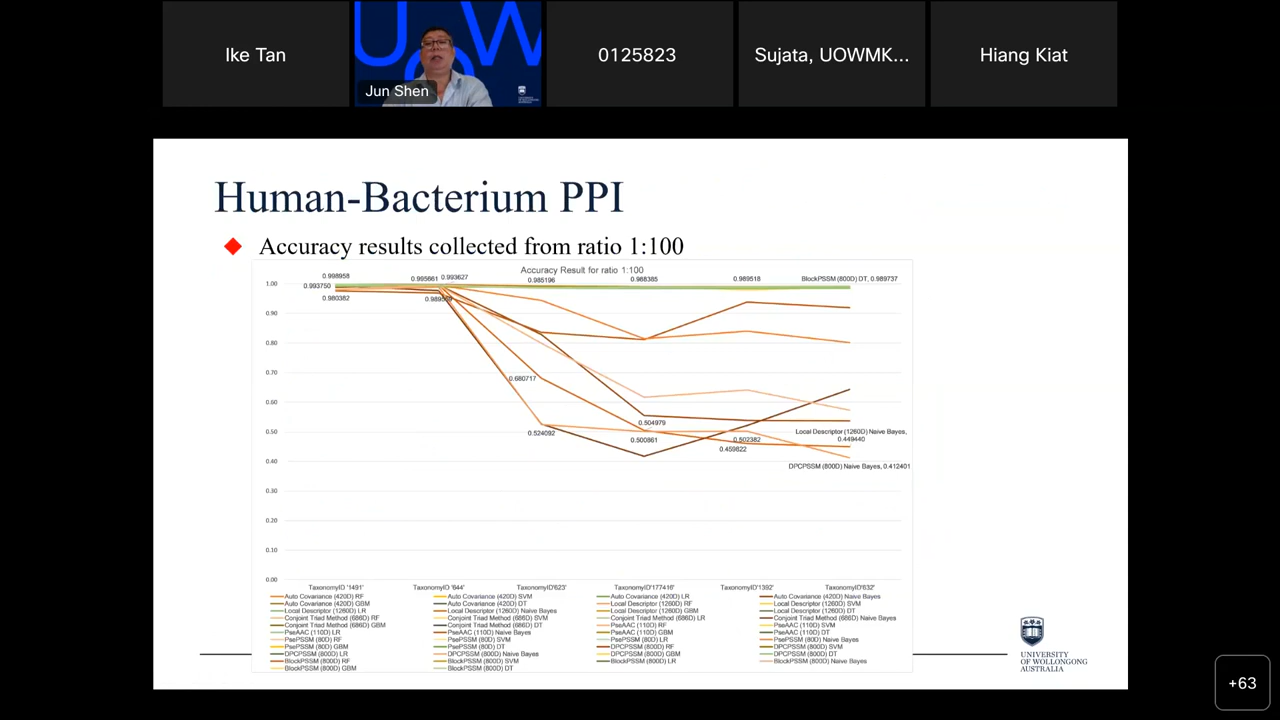 Ike Tan
Jun Shen
0125823
Sujata, UOWMK...
Hiang Kiat
Human-Bacterium PPI
Accuracy results collected from ratio 1:100
Accuracy Result for ratio 1:100
0.998958
0.993750
0.980382
0.995661
0.993627
0.985196
0.988385
0.989518
BlockPSSM (800D) DT, 0.989737
0.680717
0.524092
0.504979
0.500861
0.502382
0.459822
Local Descriptor (1260D) Naive Bayes,
0.449440
DPCPSSM (800D) Naive Bayes, 0.412401
1.00
0.90
0.80
0.70
0.60
0.50
0.40
0.30
0.20
0.10
0.00
TaxonomyID '1491' TaxonomyID '644' TaxonomyID'623' TaxonomyID'177416' TaxonomyID'1392' TaxonomyID'632'
Auto Covariance (420D) RF Auto Covariance (420D) SVM Auto Covariance (420D) LR Auto Covariance (420D) Naive Bayes
Auto Covariance (420D) GBM Auto Covariance (420D) DT Local Descriptor (1260D) RF Local Descriptor (1260D) SVM
Local Descriptor (1260D) LR Local Descriptor (1260D) Naive Bayes Local Descriptor (1260D) GBM Local Descriptor (1260D) DT
Conjoint Triad Method (686D) RF Conjoint Triad Method (686D) SVM Conjoint Triad Method (686D) LR Conjoint Triad Method (686D) Naive Bayes
Conjoint Triad Method (686D) GBM Conjoint Triad Method (686D) DT PseAAC (110D) RF PseAAC (110D) SVM
PseAAC (110D) LR PseAAC (110D) Naive Bayes PseAAC (110D) GBM PseAAC (110D) DT
PsePSSM (80D) RF PsePSSM (80D) SVM PsePSSM (80D) LR PsePSSM (80D) Naive Bayes
PsePSSM (80D) GBM PsePSSM (80D) DT DPCPSSM (800D) RF DPCPSSM (800D) SVM
DPCPSSM (800D) LR DPCPSSM (800D) Naive Bayes DPCPSSM (800D) GBM DPCPSSM (800D) DT
BlockPSSM (800D) RF BlockPSSM (800D) SVM BlockPSSM (800D) LR BlockPSSM (800D) Naive Bayes
BlockPSSM (800D) GBM BlockPSSM (800D) DT
UNIVERSITY
OF WOLLONGONG
AUSTRALIA
+63